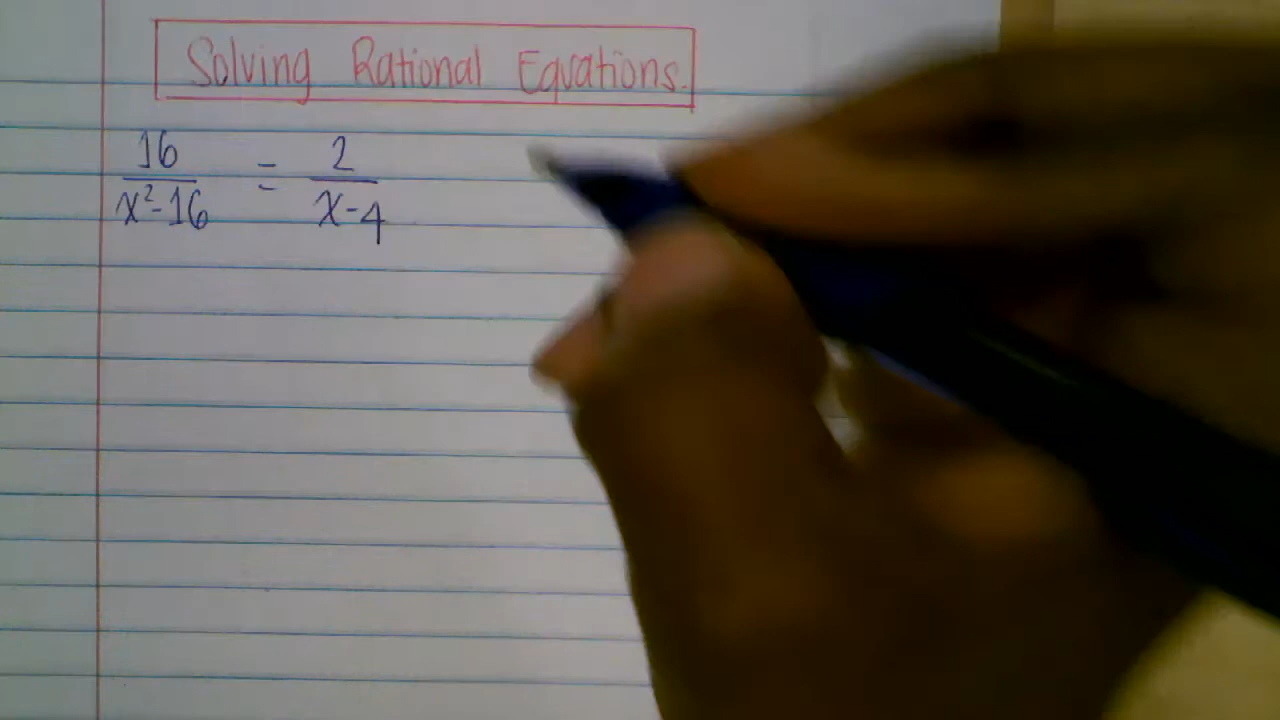 Solving Rational Equations.
16/(x²-16) = 2/(x-4)